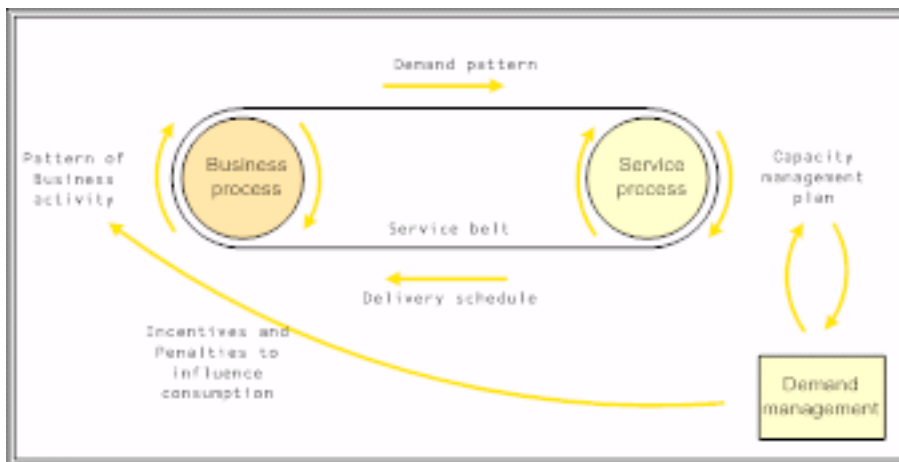 Demand pattern
Pattern of
Business
activity
Business
process
Service
process
Capacity
management
plan
Service belt
Delivery schedule
Incentives and
Penalties to
influence
consumption
Demand
management